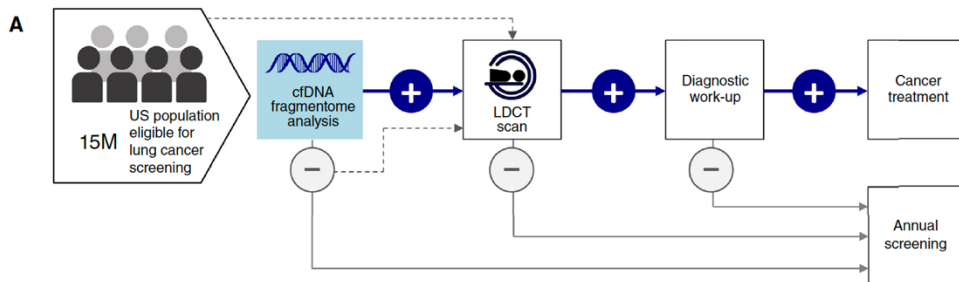 A
15M
US population
eligible for
lung cancer
screening
cfDNA
fragmentome
analysis
+
LDCT
scan
+
Diagnostic
work-up
+
Cancer
treatment
−
−
−
Annual
screening